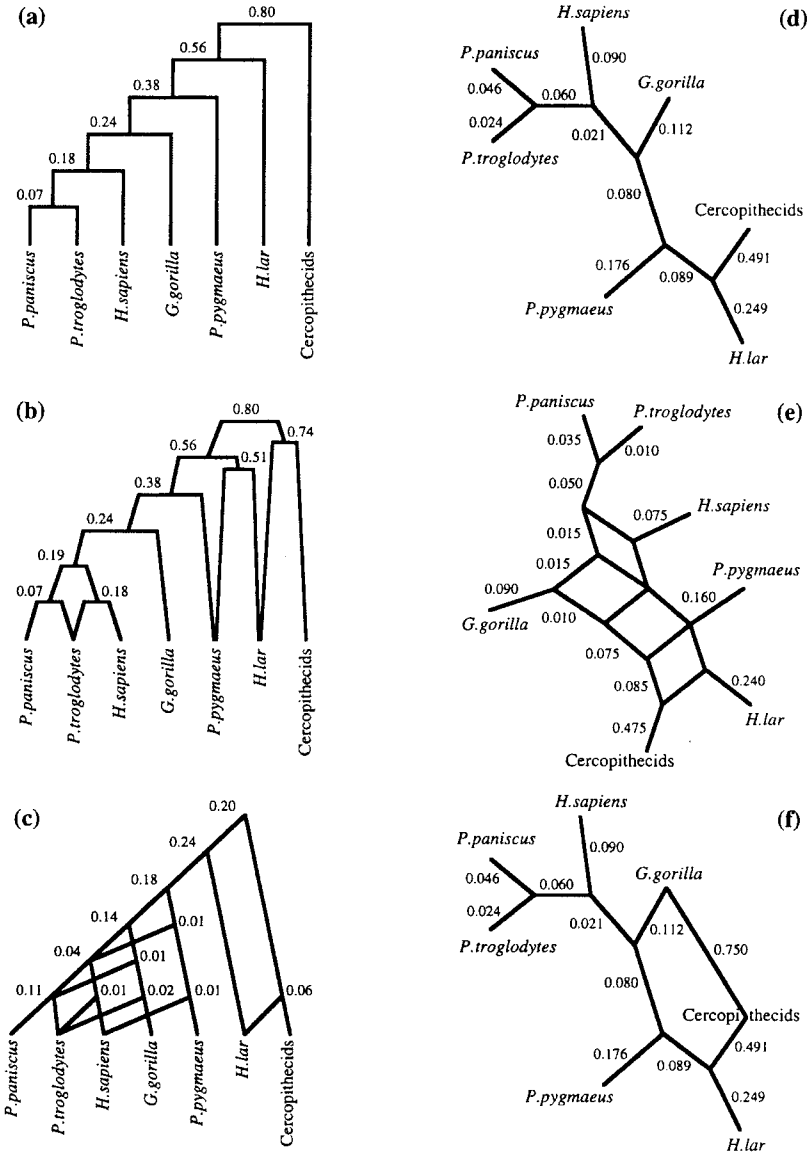 (a)
0.80
0.56
0.38
0.24
0.18
0.07
P.paniscus
P.troglodytes
H.sapiens
G.gorilla
P.pygmaeus
H.lar
Cercopithecids
(d)
H.sapiens
P.paniscus
0.090
G.gorilla
0.046
0.060
0.024
0.021
0.112
P.troglodytes
0.080
Cercopithecids
0.176
0.491
0.089
P.pygmaeus
0.249
H.lar
(b)
0.80
0.74
0.56
0.51
0.38
0.24
0.19
0.07
0.18
P.paniscus
P.troglodytes
H.sapiens
G.gorilla
P.pygmaeus
H.lar
Cercopithecids
(e)
P.paniscus
P.troglodytes
0.035
0.010
0.050
0.075
H.sapiens
0.015
0.015
P.pygmaeus
0.090
0.160
G.gorilla
0.010
0.075
0.085
0.240
H.lar
0.475
Cercopithecids
(c)
0.20
0.24
0.18
0.14
0.01
0.04
0.01
0.11
0.01
0.02
0.01
0.06
P.paniscus
P.troglodytes
H.sapiens
G.gorilla
P.pygmaeus
H.lar
Cercopithecids
(f)
H.sapiens
P.paniscus
0.090
G.gorilla
0.046
0.060
0.024
0.021
0.112
P.troglodytes
0.750
0.080
Cercopithecids
0.176
0.491
0.089
P.pygmaeus
0.249
H.lar